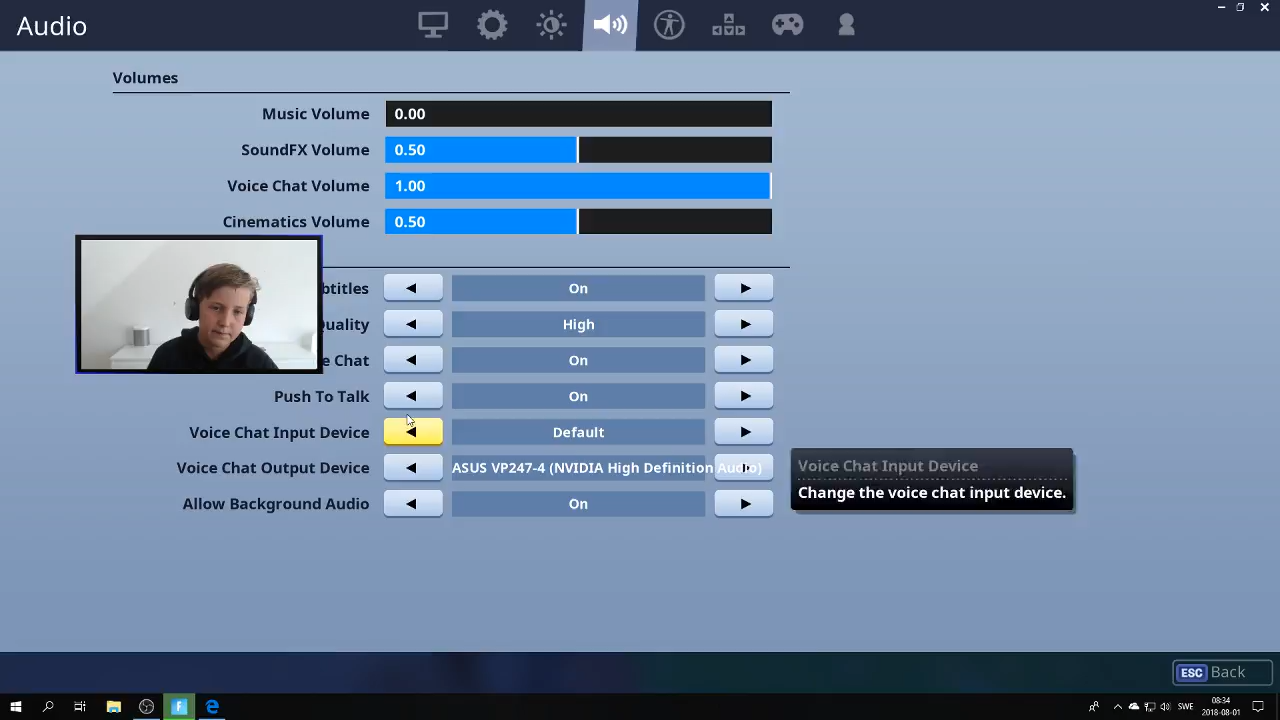 Audio
Volumes
Music Volume 0.00
SoundFX Volume 0.50
Voice Chat Volume 1.00
Cinematics Volume 0.50
btitles On
Quality High
e Chat On
Push To Talk On
Voice Chat Input Device Default
Voice Chat Output Device ASUS VP247-4 (NVIDIA High Definition Audio)
Voice Chat Input Device
Change the voice chat input device.
Allow Background Audio On
ESC Back
08:34
SWE
2018-08-01